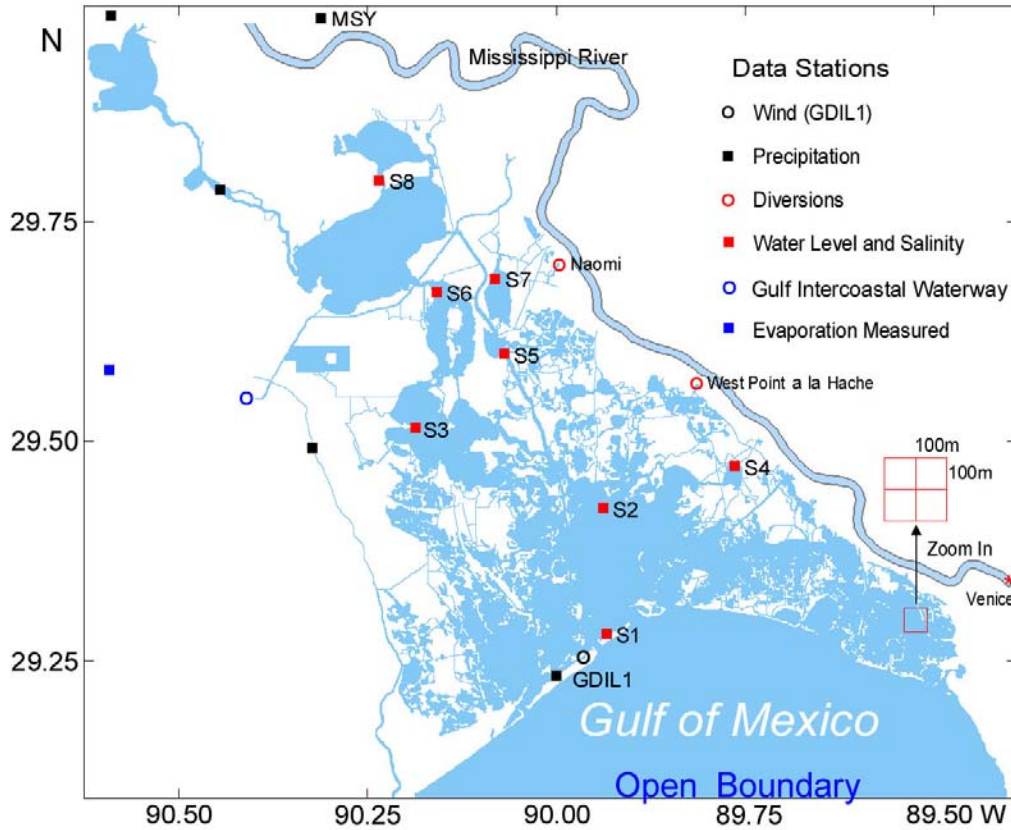 N
MSY
Mississippi River
Data Stations
Wind (GDIL1)
Precipitation
Diversions
Water Level and Salinity
Gulf Intercoastal Waterway
Evaporation Measured
S8
29.75
Naomi
S7
S6
S5
West Point a la Hache
29.50
S3
100m
100m
S4
S2
Zoom In
Venice
S1
29.25
GDIL1
Gulf of Mexico
Open Boundary
90.50
90.25
90.00
89.75
89.50 W